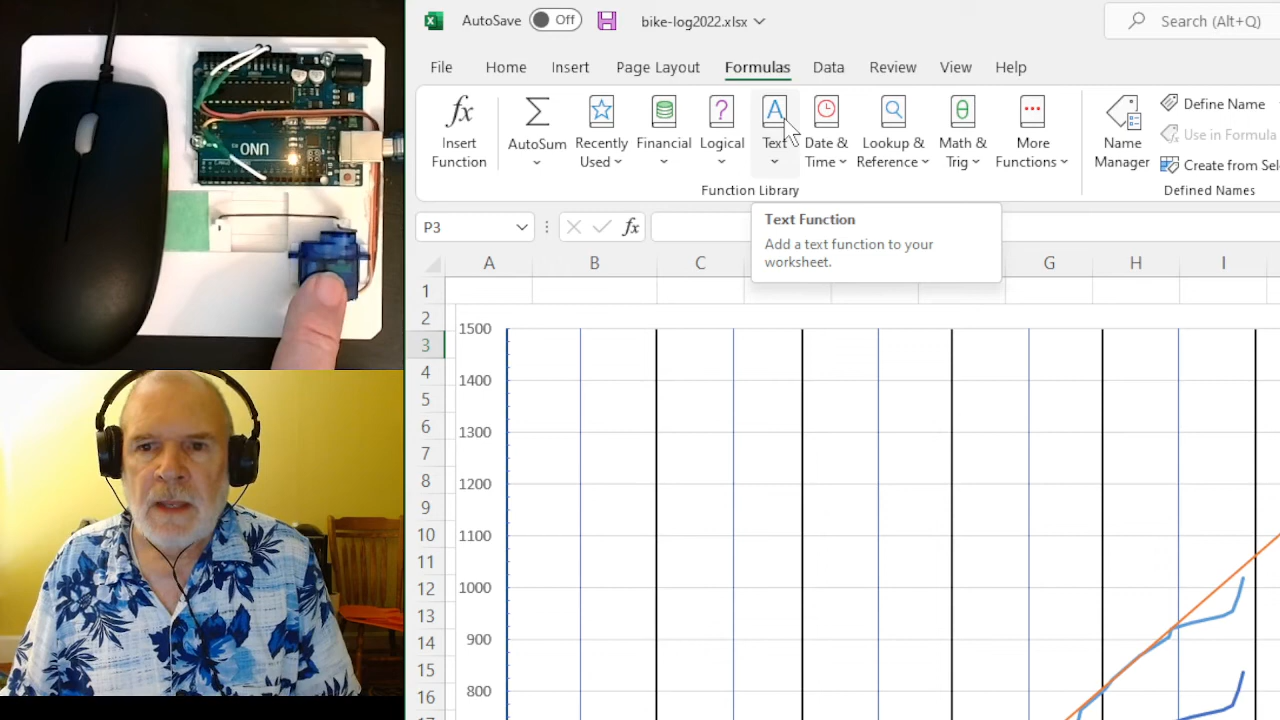 UNO
AutoSave Off bike-log2022.xlsx Search (Alt+Q)
File Home Insert Page Layout Formulas Data Review View Help
fx Insert Function
AutoSum
Recently Used
Financial
Logical
Text
Date & Time
Lookup & Reference
Math & Trig
More Functions
Function Library
Name Manager
Define Name
Use in Formula
Create from Sel
Defined Names
P3 fx
Text Function
Add a text function to your
worksheet.
A B C G H I
1
2
3
4
5
6
7
8
9
10
11
12
13
14
15
16
1500
1400
1300
1200
1100
1000
900
800